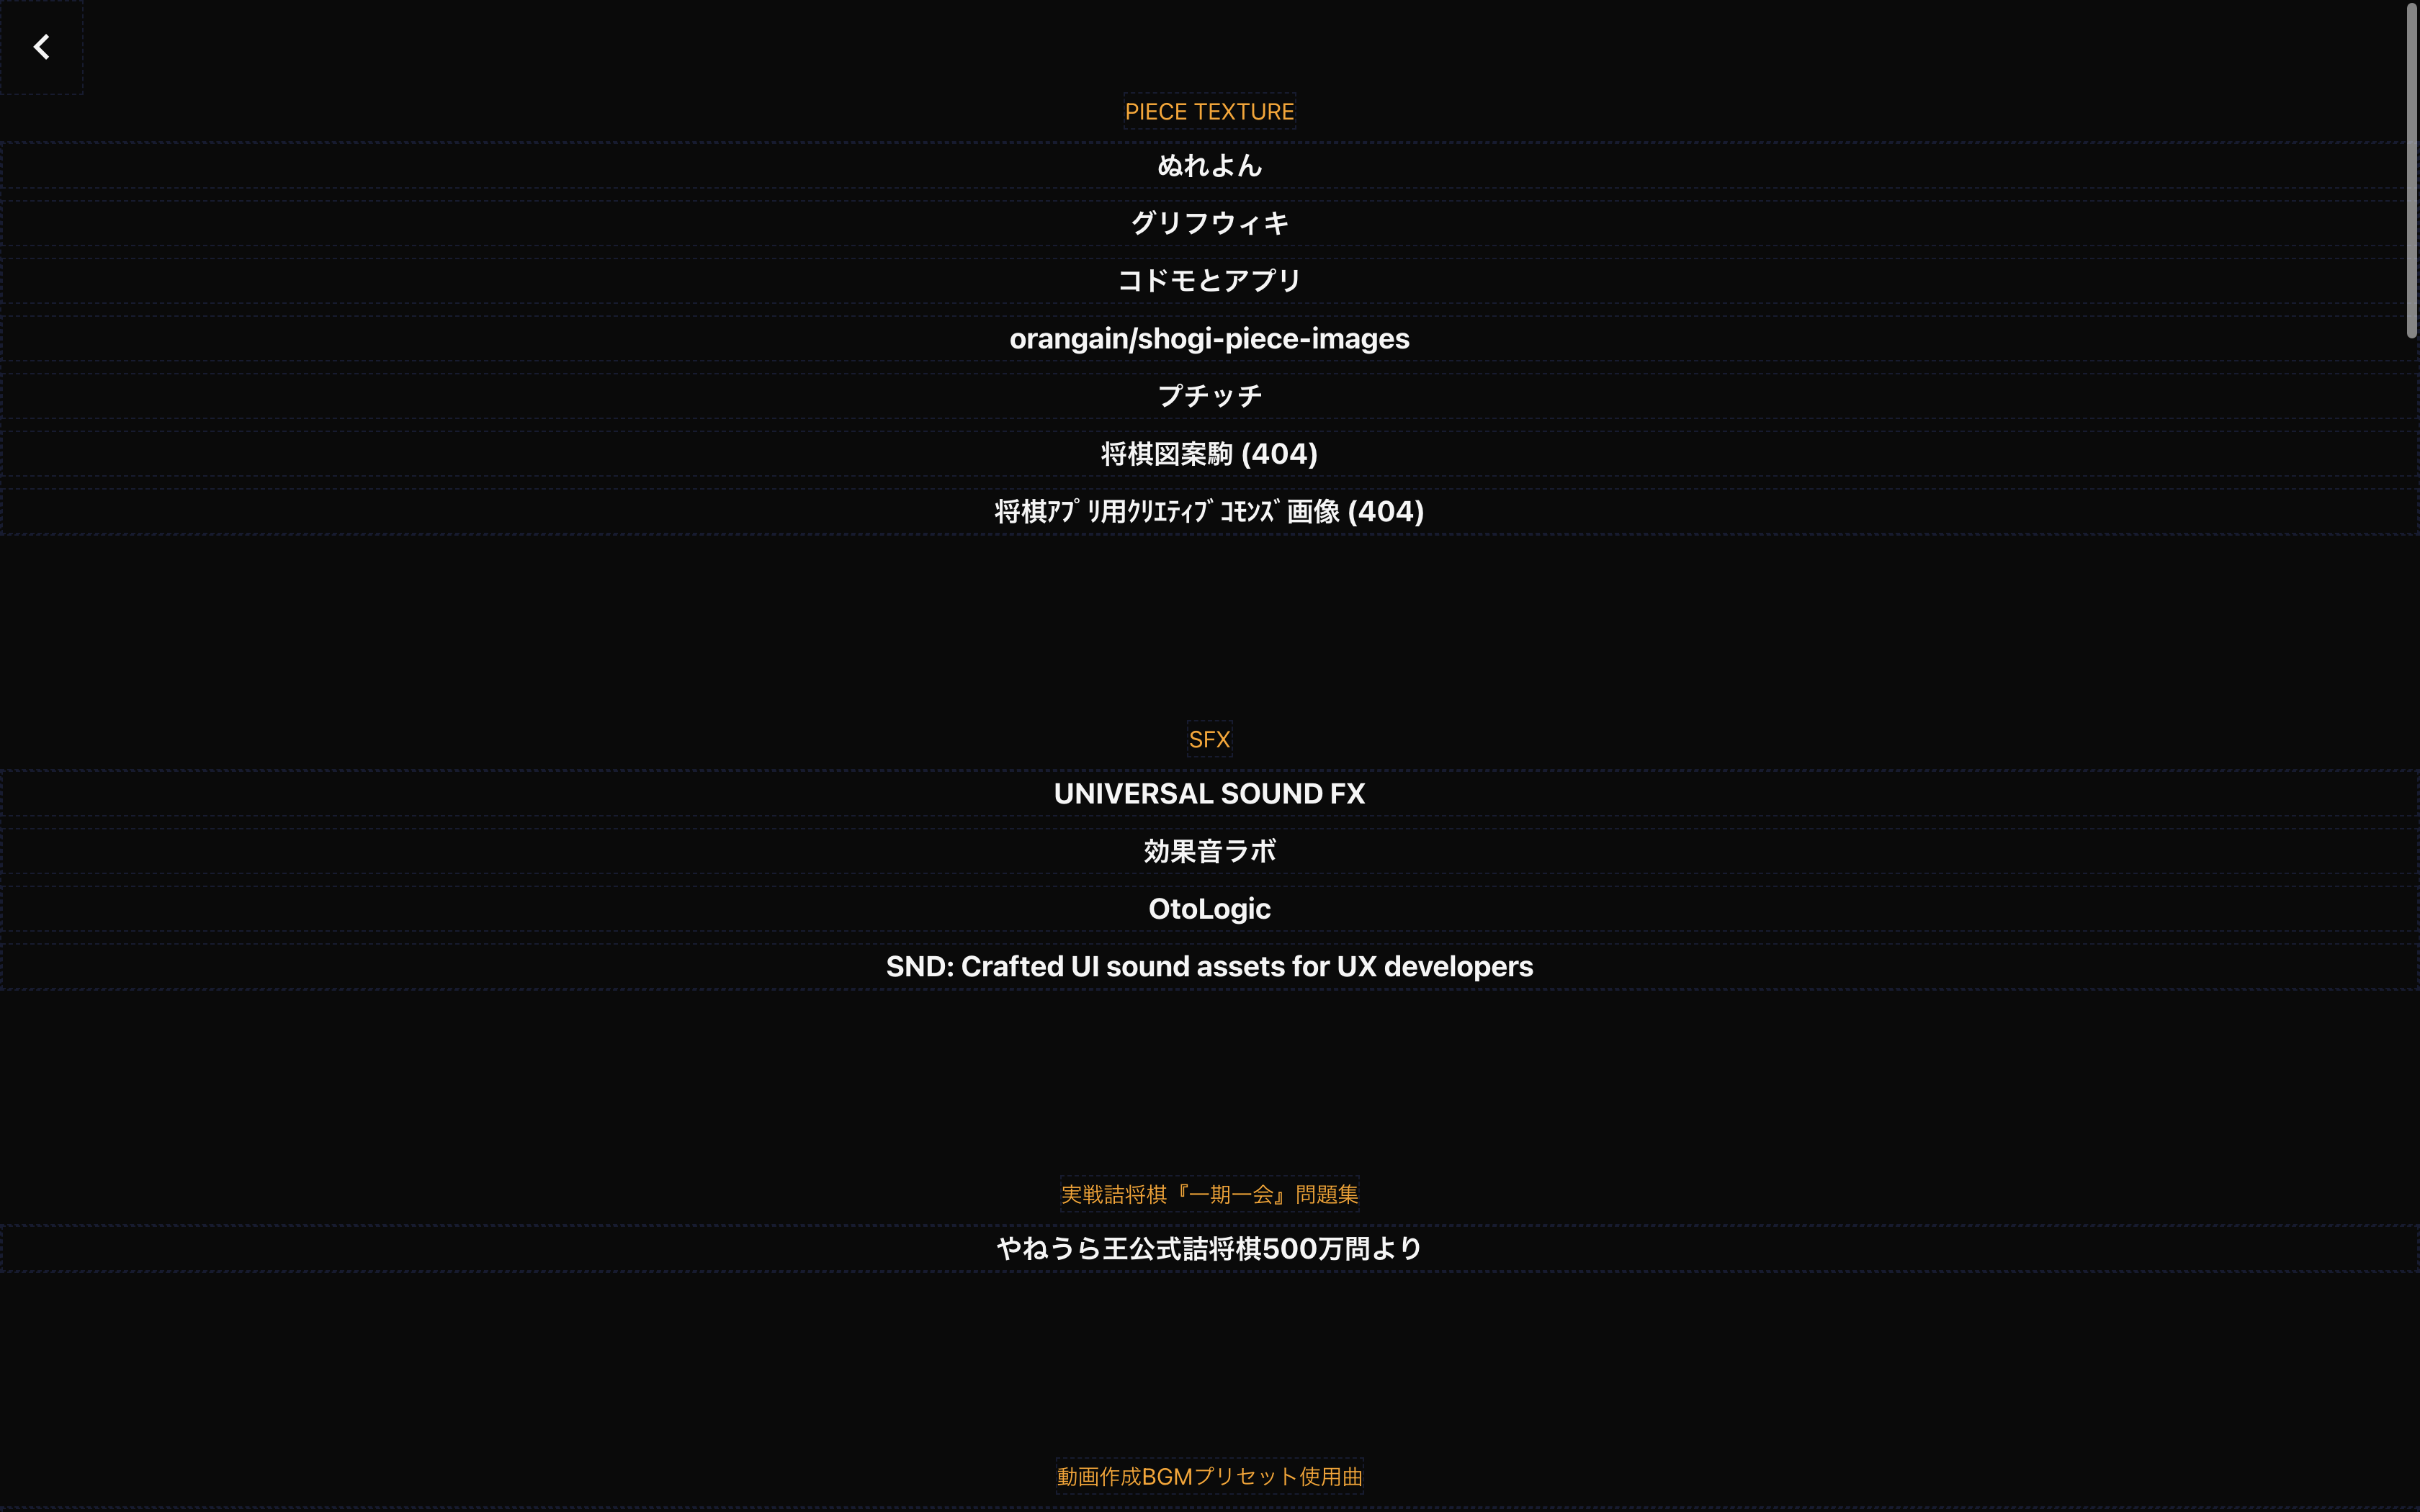 PIECE TEXTURE
ぬれよん
グリフウィキ
コドモとアプリ
orangain/shogi-piece-images
プチッチ
将棋図案駒 (404)
将棋ｱﾌﾟﾘ用ｸﾘｴﾃｨﾌﾞｺﾓﾝｽﾞ画像 (404)
SFX
UNIVERSAL SOUND FX
効果音ラボ
OtoLogic
SND: Crafted UI sound assets for UX developers
実戦詰将棋『一期一会』問題集
やねうら王公式詰将棋500万問より
動画作成BGMプリセット使用曲